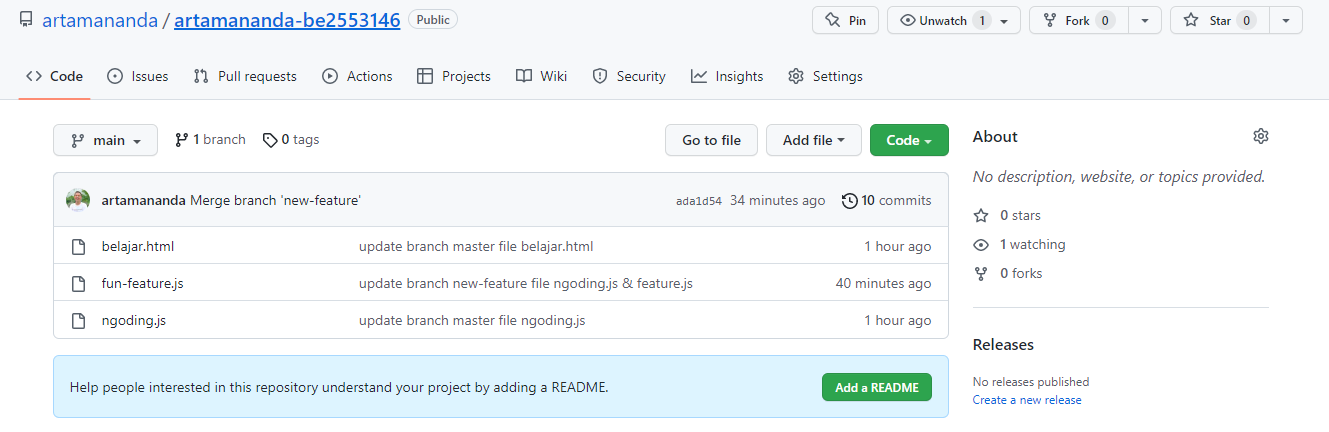 artamananda / artamananda-be2553146 Public
Pin Unwatch 1 Fork 0 Star 0
Code Issues Pull requests Actions Projects Wiki Security Insights Settings
main 1 branch 0 tags Go to file Add file Code
artamananda Merge branch 'new-feature' ada1d54 34 minutes ago 10 commits
belajar.html update branch master file belajar.html 1 hour ago
fun-feature.js update branch new-feature file ngoding.js & feature.js 40 minutes ago
ngoding.js update branch master file ngoding.js 1 hour ago
Help people interested in this repository understand your project by adding a README. Add a README
About
No description, website, or topics provided.
0 stars
1 watching
0 forks
Releases
No releases published
Create a new release